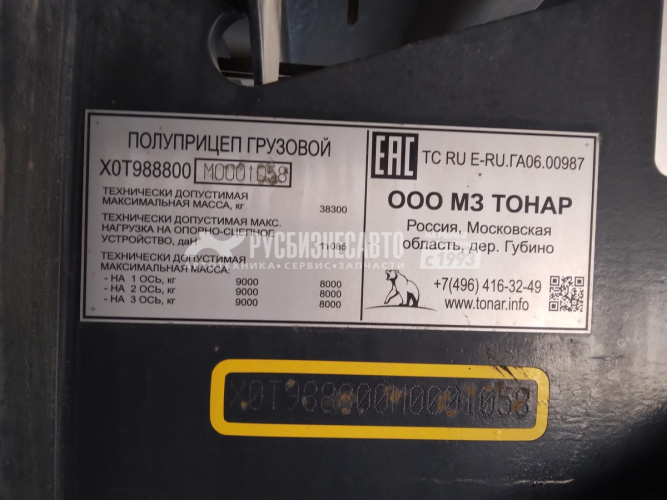 ПОЛУПРИЦЕП ГРУЗОВОЙ
X0T988800 M0001058
ТЕХНИЧЕСКИ ДОПУСТИМАЯ
МАКСИМАЛЬНАЯ МАССА, кг 38300
ТЕХНИЧЕСКИ ДОПУСТИМАЯ МАКС.
НАГРУЗКА НА ОПОРНО-СЦЕПНОЕ
УСТРОЙСТВО, даН 11085
ТЕХНИЧЕСКИ ДОПУСТИМАЯ
МАКСИМАЛЬНАЯ МАССА:
- НА 1 ОСЬ, кг 9000 8000
- НА 2 ОСЬ, кг 9000 8000
- НА 3 ОСЬ, кг 9000 8000
EAC TC RU E-RU.ГА06.00987
ООО МЗ ТОНАР
Россия, Московская
область, дер. Губино
+7(496) 416-32-49
www.tonar.info
РУСБИЗНЕСАВТО
ТЕХНИКА • СЕРВИС • ЗАПЧАСТИ
с 1993
X0T988800M0001058